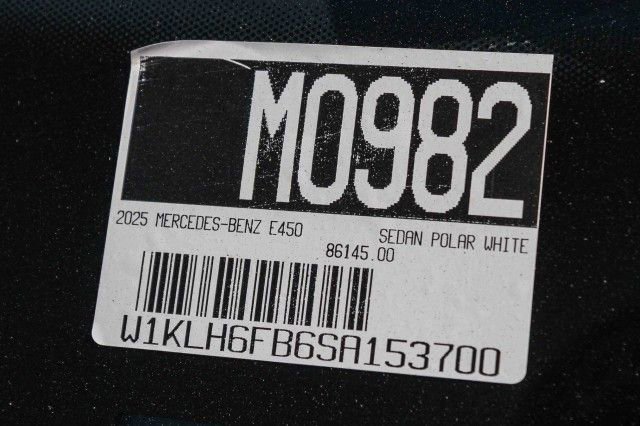 M0982
2025 MERCEDES-BENZ E450 SEDAN POLAR WHITE
86145.00
W1KLH6FB6SA153700